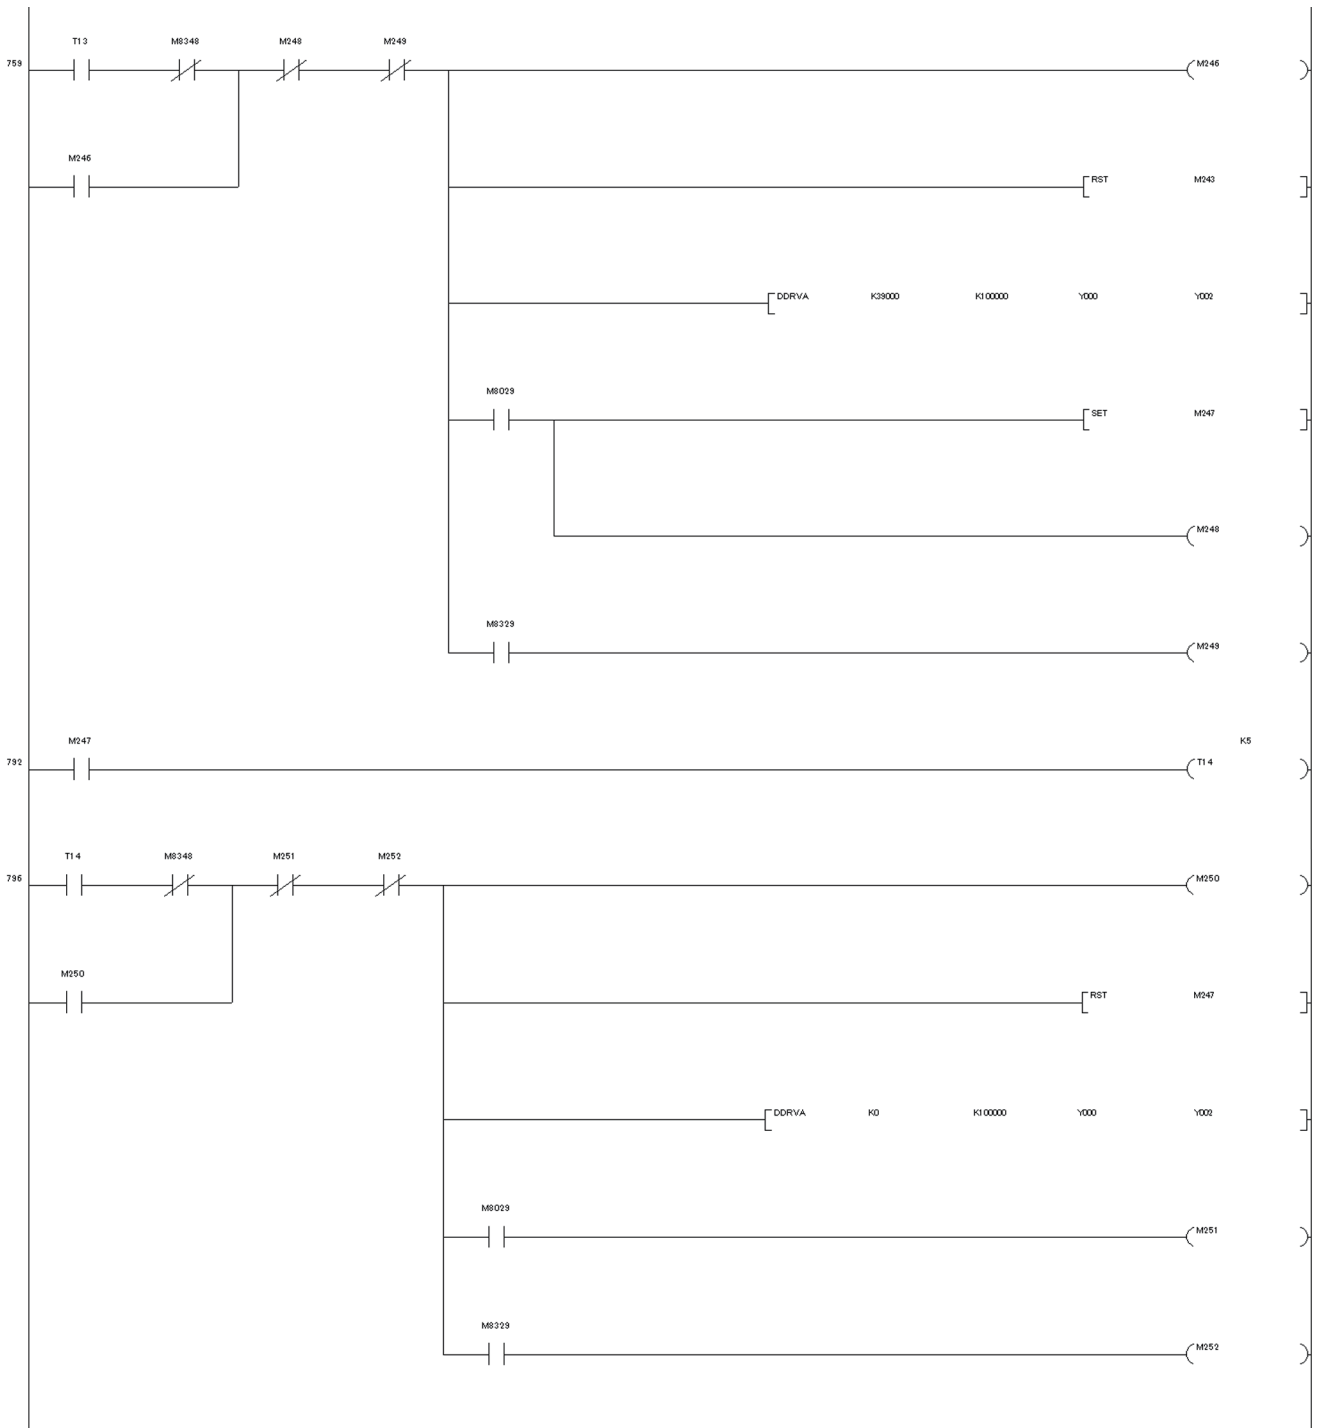 T13 M8348 M248 M249
759 M246
M246
RST M243
DDRVA K39000 K100000 Y000 Y002
M8029
SET M247
M248
M8329
M249
M247 K5
792 T14
T14 M8348 M251 M252
796 M250
M250
RST M247
DDRVA K0 K100000 Y000 Y002
M8029
M251
M8329
M252